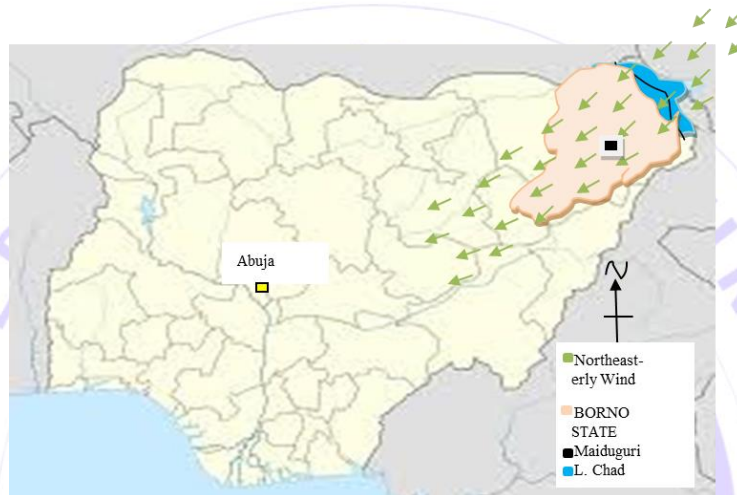 Abuja
N
Northeast-
erly Wind
BORNO
STATE
Maiduguri
L. Chad